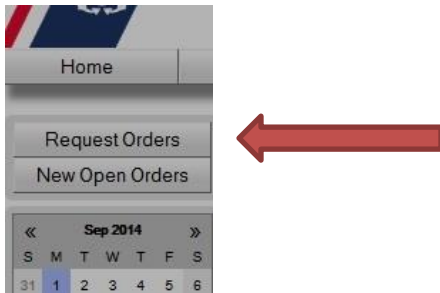 Home
Request Orders
New Open Orders
« Sep 2014 »
S M T W T F S
31 1 2 3 4 5 6